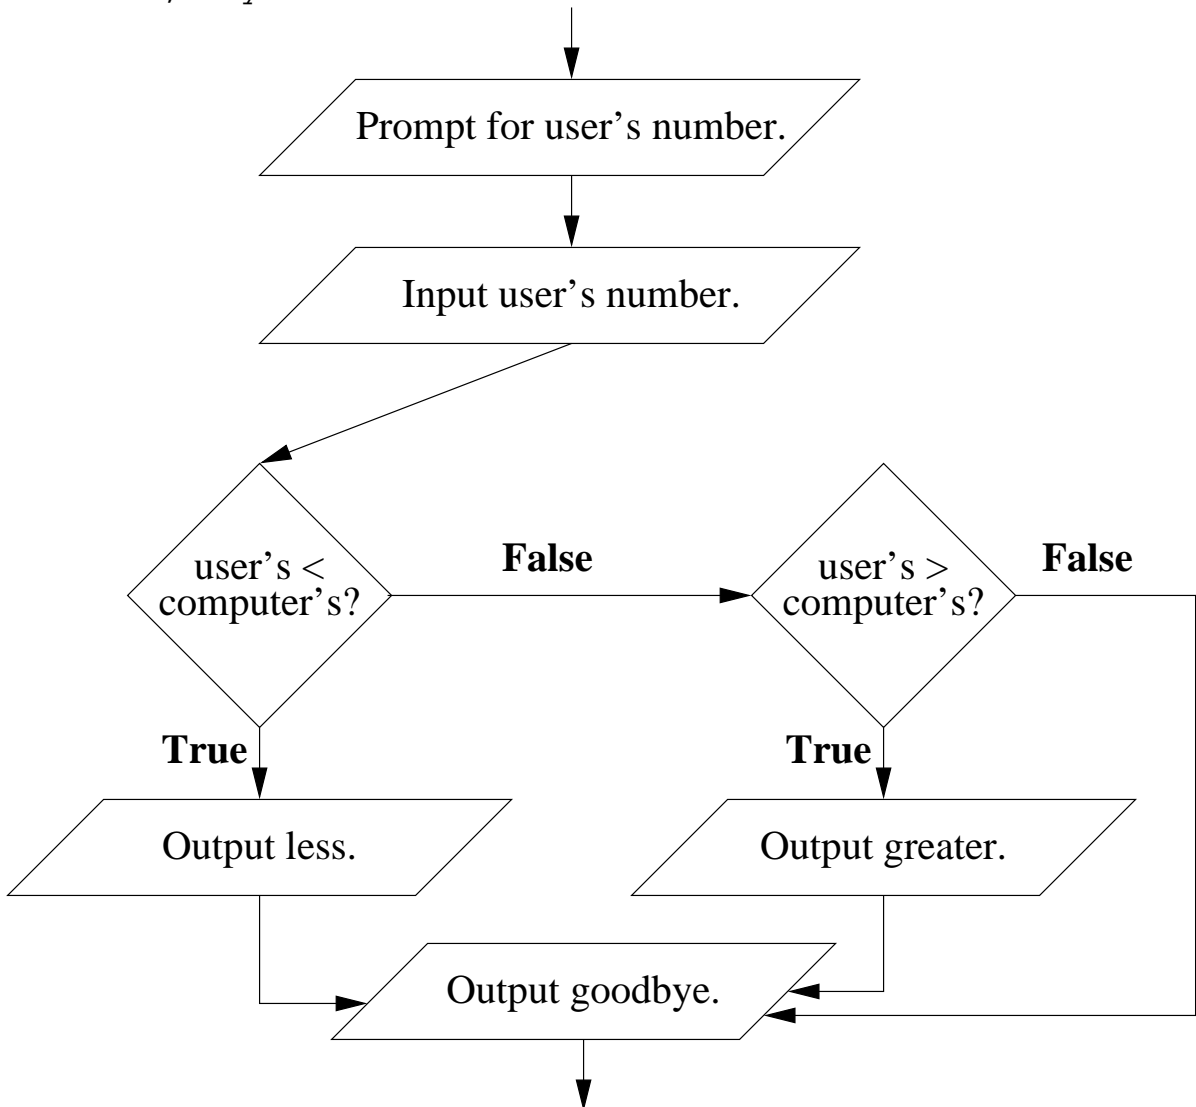 Prompt for user's number.
Input user's number.
user's <
computer's?
False
user's >
computer's?
False
True
True
Output less.
Output greater.
Output goodbye.